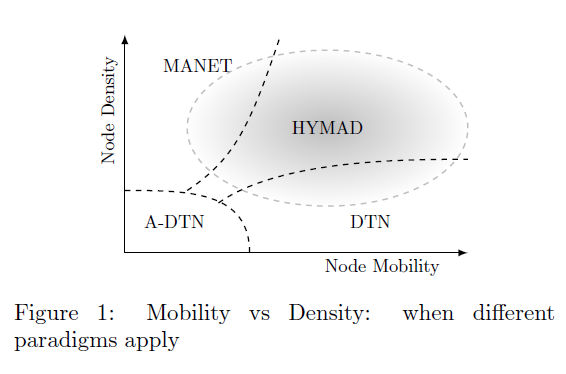 MANET
Node Density
HYMAD
A-DTN
DTN
Node Mobility
Figure 1: Mobility vs Density: when different
paradigms apply